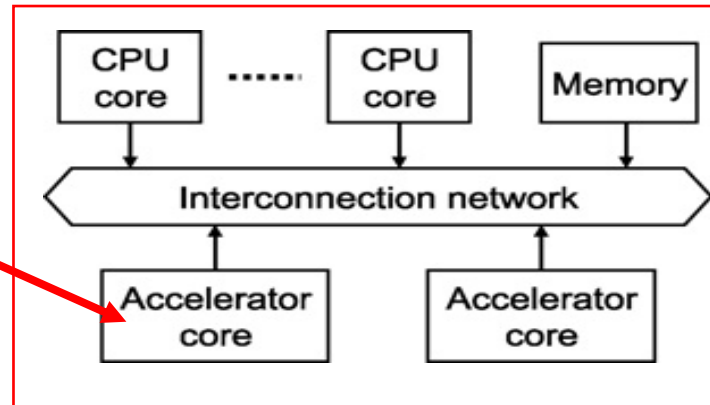 CPU
core
CPU
core
Memory
Interconnection network
Accelerator
core
Accelerator
core